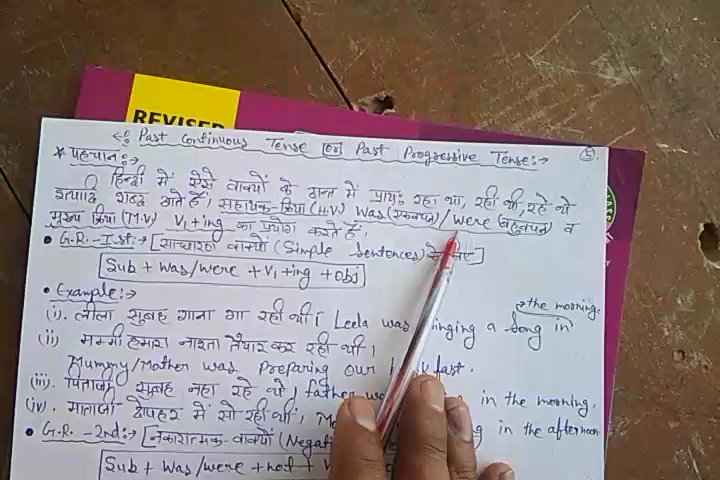 REVISED
Past Continuous Tense or Past Progressive Tense:→ (5)
* पहचान:→
हिन्दी में ऐसे वाक्यों के अन्त में प्रायः रहा था, रही थी, रहे थे
इत्यादि शब्द आते हैं। सहायक-क्रिया (H.V.) Was (एकवचन) / Were (बहुवचन) व
मुख्य क्रिया (M.V.) V₁+ing का प्रयोग करते हैं।
• G.R.-Ist:→ [साधारण वाक्यों (Simple Sentences) के लिए]
Sub + was/were + V₁ + ing + obj
• Example:→
(i). लीला सुबह गाना गा रही थी। Leela was singing a song in the morning.
(ii) मम्मी हमारा नाश्ता तैयार कर रही थी।
Mummy/Mother was preparing our breakfast.
(iii). पिताजी सुबह नहा रहे थे। father in the morning.
(iv). माताजी दोपहर में सो रही थीं। in the afternoon
• G.R.-2nd:→ [नकारात्मक-वाक्यों
Sub + was/were + not +